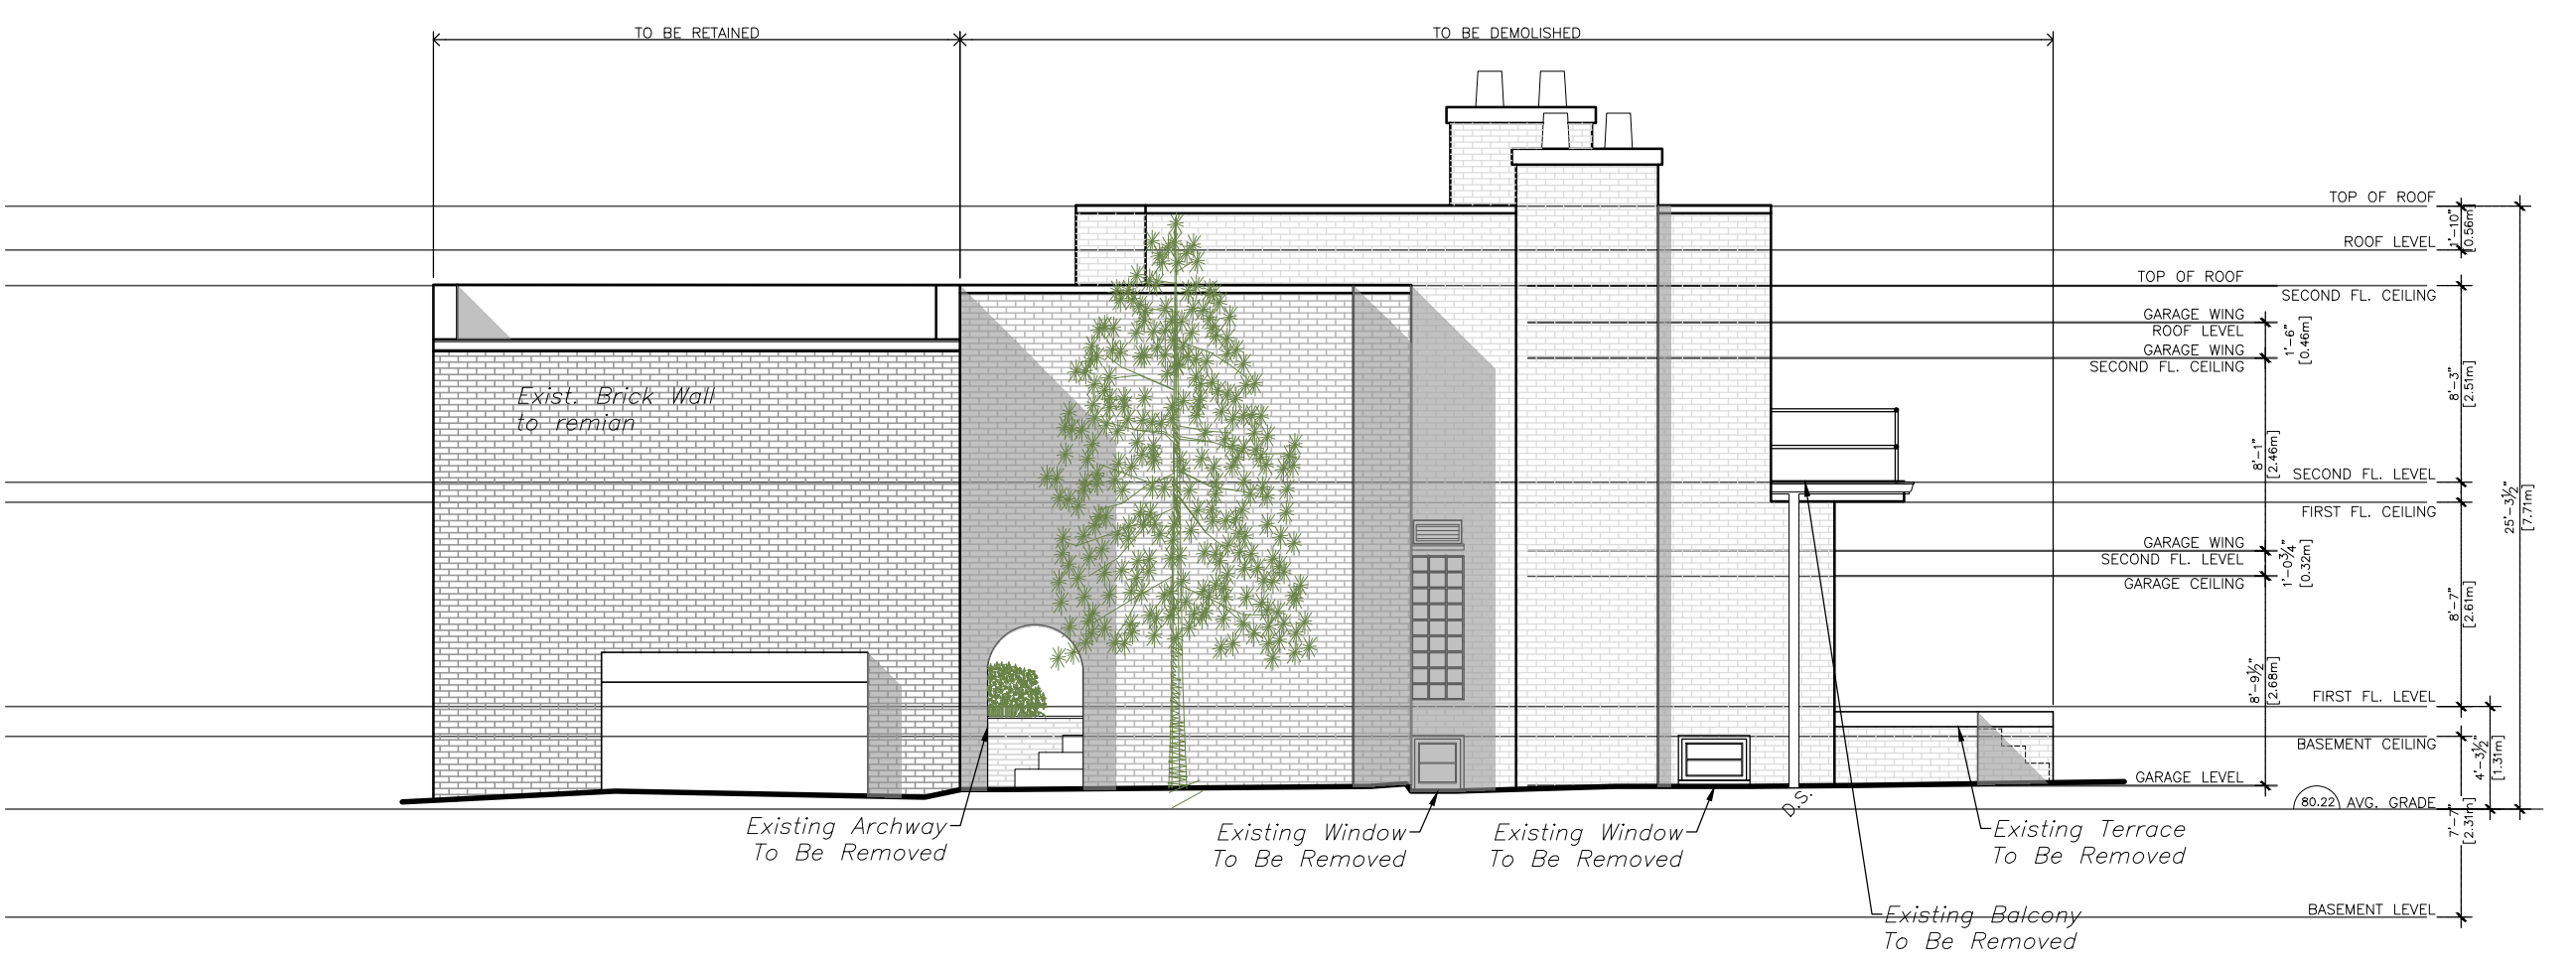 TO BE RETAINED
TO BE DEMOLISHED
TOP OF ROOF
1'-10"
[0.56m]
ROOF LEVEL
TOP OF ROOF
SECOND FL. CEILING
GARAGE WING
ROOF LEVEL
1'-6"
[0.46m]
GARAGE WING
SECOND FL. CEILING
8'-3"
[2.51m]
Exist. Brick Wall
to remian
8'-1"
[2.46m]
SECOND FL. LEVEL
FIRST FL. CEILING
25'-3½"
[7.71m]
GARAGE WING
SECOND FL. LEVEL
1'-0¾"
[0.32m]
GARAGE CEILING
8'-7"
[2.61m]
8'-9½"
[2.68m]
FIRST FL. LEVEL
BASEMENT CEILING
4'-3½"
[1.31m]
GARAGE LEVEL
80.22 AVG. GRADE
D.S.
7'-7"
[2.31m]
Existing Archway
To Be Removed
Existing Window
To Be Removed
Existing Window
To Be Removed
Existing Terrace
To Be Removed
Existing Balcony
To Be Removed
BASEMENT LEVEL